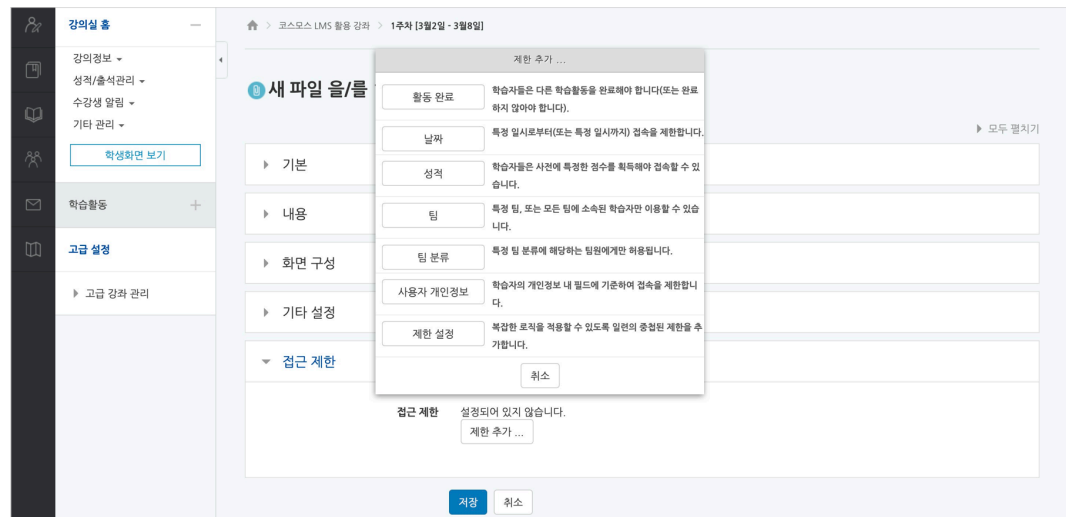 강의실 홈
강의정보
성적/출석관리
수강생 알림
기타 관리
학생화면 보기
학습활동
고급 설정
고급 강좌 관리
코스모스 LMS 활용 강좌 > 1주차 [3월2일 - 3월8일]
새 파일 을/를
모두 펼치기
기본
내용
화면 구성
기타 설정
접근 제한
제한 추가 ...
활동 완료
학습자들은 다른 학습활동을 완료해야 합니다(또는 완료
하지 않아야 합니다).
날짜
특정 일시로부터(또는 특정 일시까지) 접속을 제한합니다.
성적
학습자들은 사전에 특정한 점수를 획득해야 접속할 수 있
습니다.
팀
특정 팀, 또는 모든 팀에 소속된 학습자만 이용할 수 있습
니다.
팀 분류
특정 팀 분류에 해당하는 팀원에게만 허용됩니다.
사용자 개인정보
학습자의 개인정보 내 필드에 기준하여 접속을 제한합니
다.
제한 설정
복잡한 로직을 적용할 수 있도록 일련의 중첩된 제한을 추
가합니다.
취소
접근 제한 설정되어 있지 않습니다.
제한 추가 ...
저장 취소